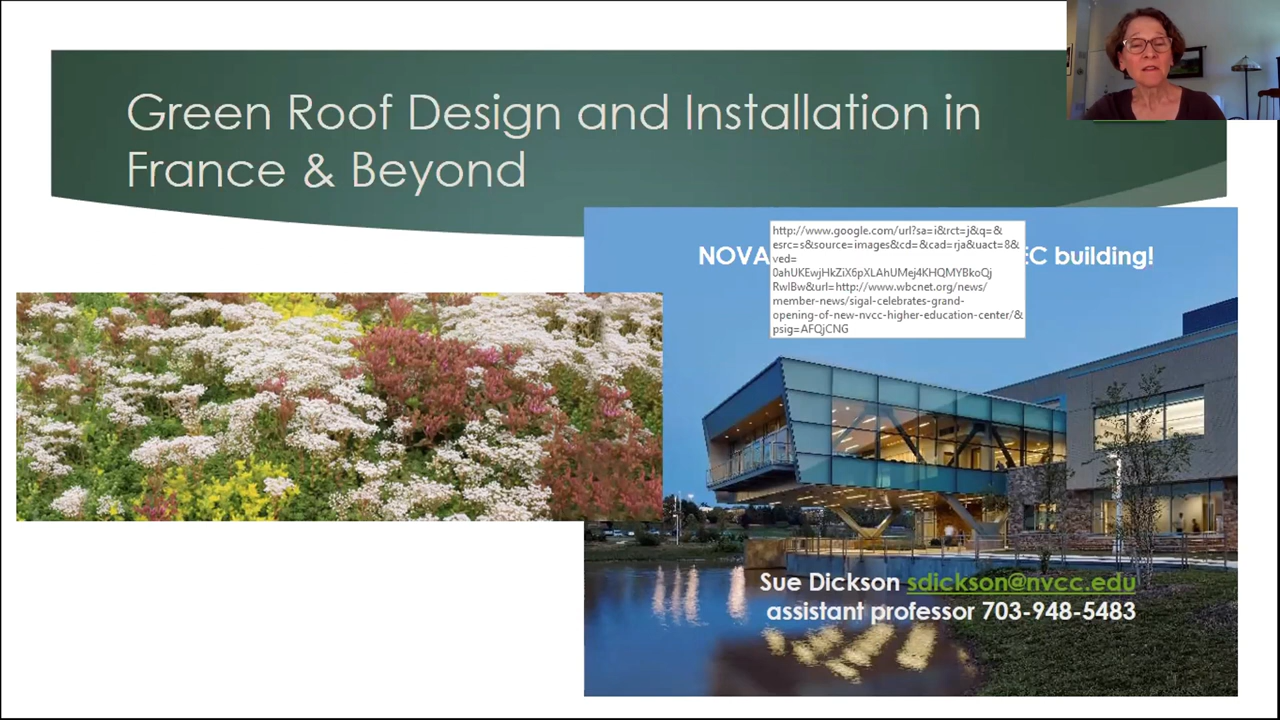 Green Roof Design and Installation in
France & Beyond
http://www.google.com/url?sa=i&rct=j&q=&
esrc=s&source=images&cd=&cad=rja&uact=8&
ved=
0ahUKEwjHkZiX6pXLAhUMej4KHQMYBkoQj
RwIBw&url=http://www.wbcnet.org/news/
member-news/sigal-celebrates-grand-
opening-of-new-nvcc-higher-education-center/&
psig=AFQjCNG
NOVA EC building!
Sue Dickson sdickson@nvcc.edu
assistant professor 703-948-5483